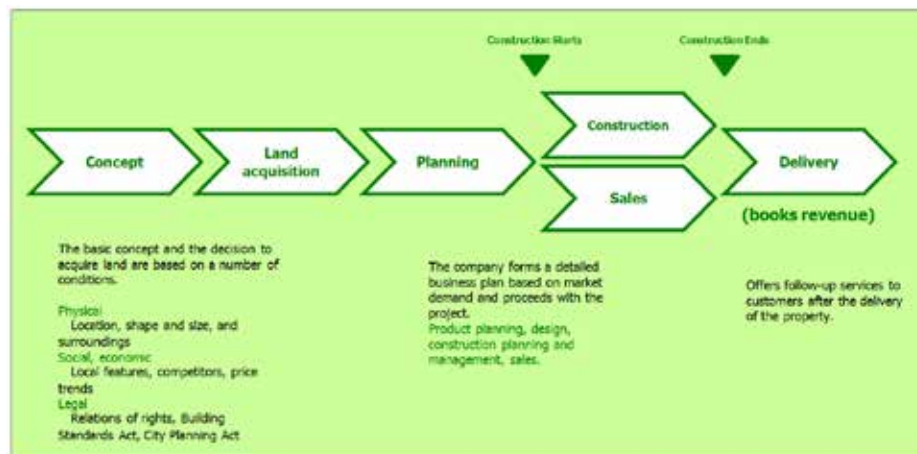 Construction Starts
Construction Ends
Concept
Land
acquisition
Planning
Construction
Sales
Delivery
(books revenue)
The basic concept and the decision to
acquire land are based on a number of
conditions.
Physical
Location, shape and size, and
surroundings
Social, economic
Local features, competitors, price
trends
Legal
Relations of rights, Building
Standards Act, City Planning Act
The company forms a detailed
business plan based on market
demand and proceeds with the
project.
Product planning, design,
construction planning and
management, sales.
Offers follow-up services to
customers after the delivery
of the property.